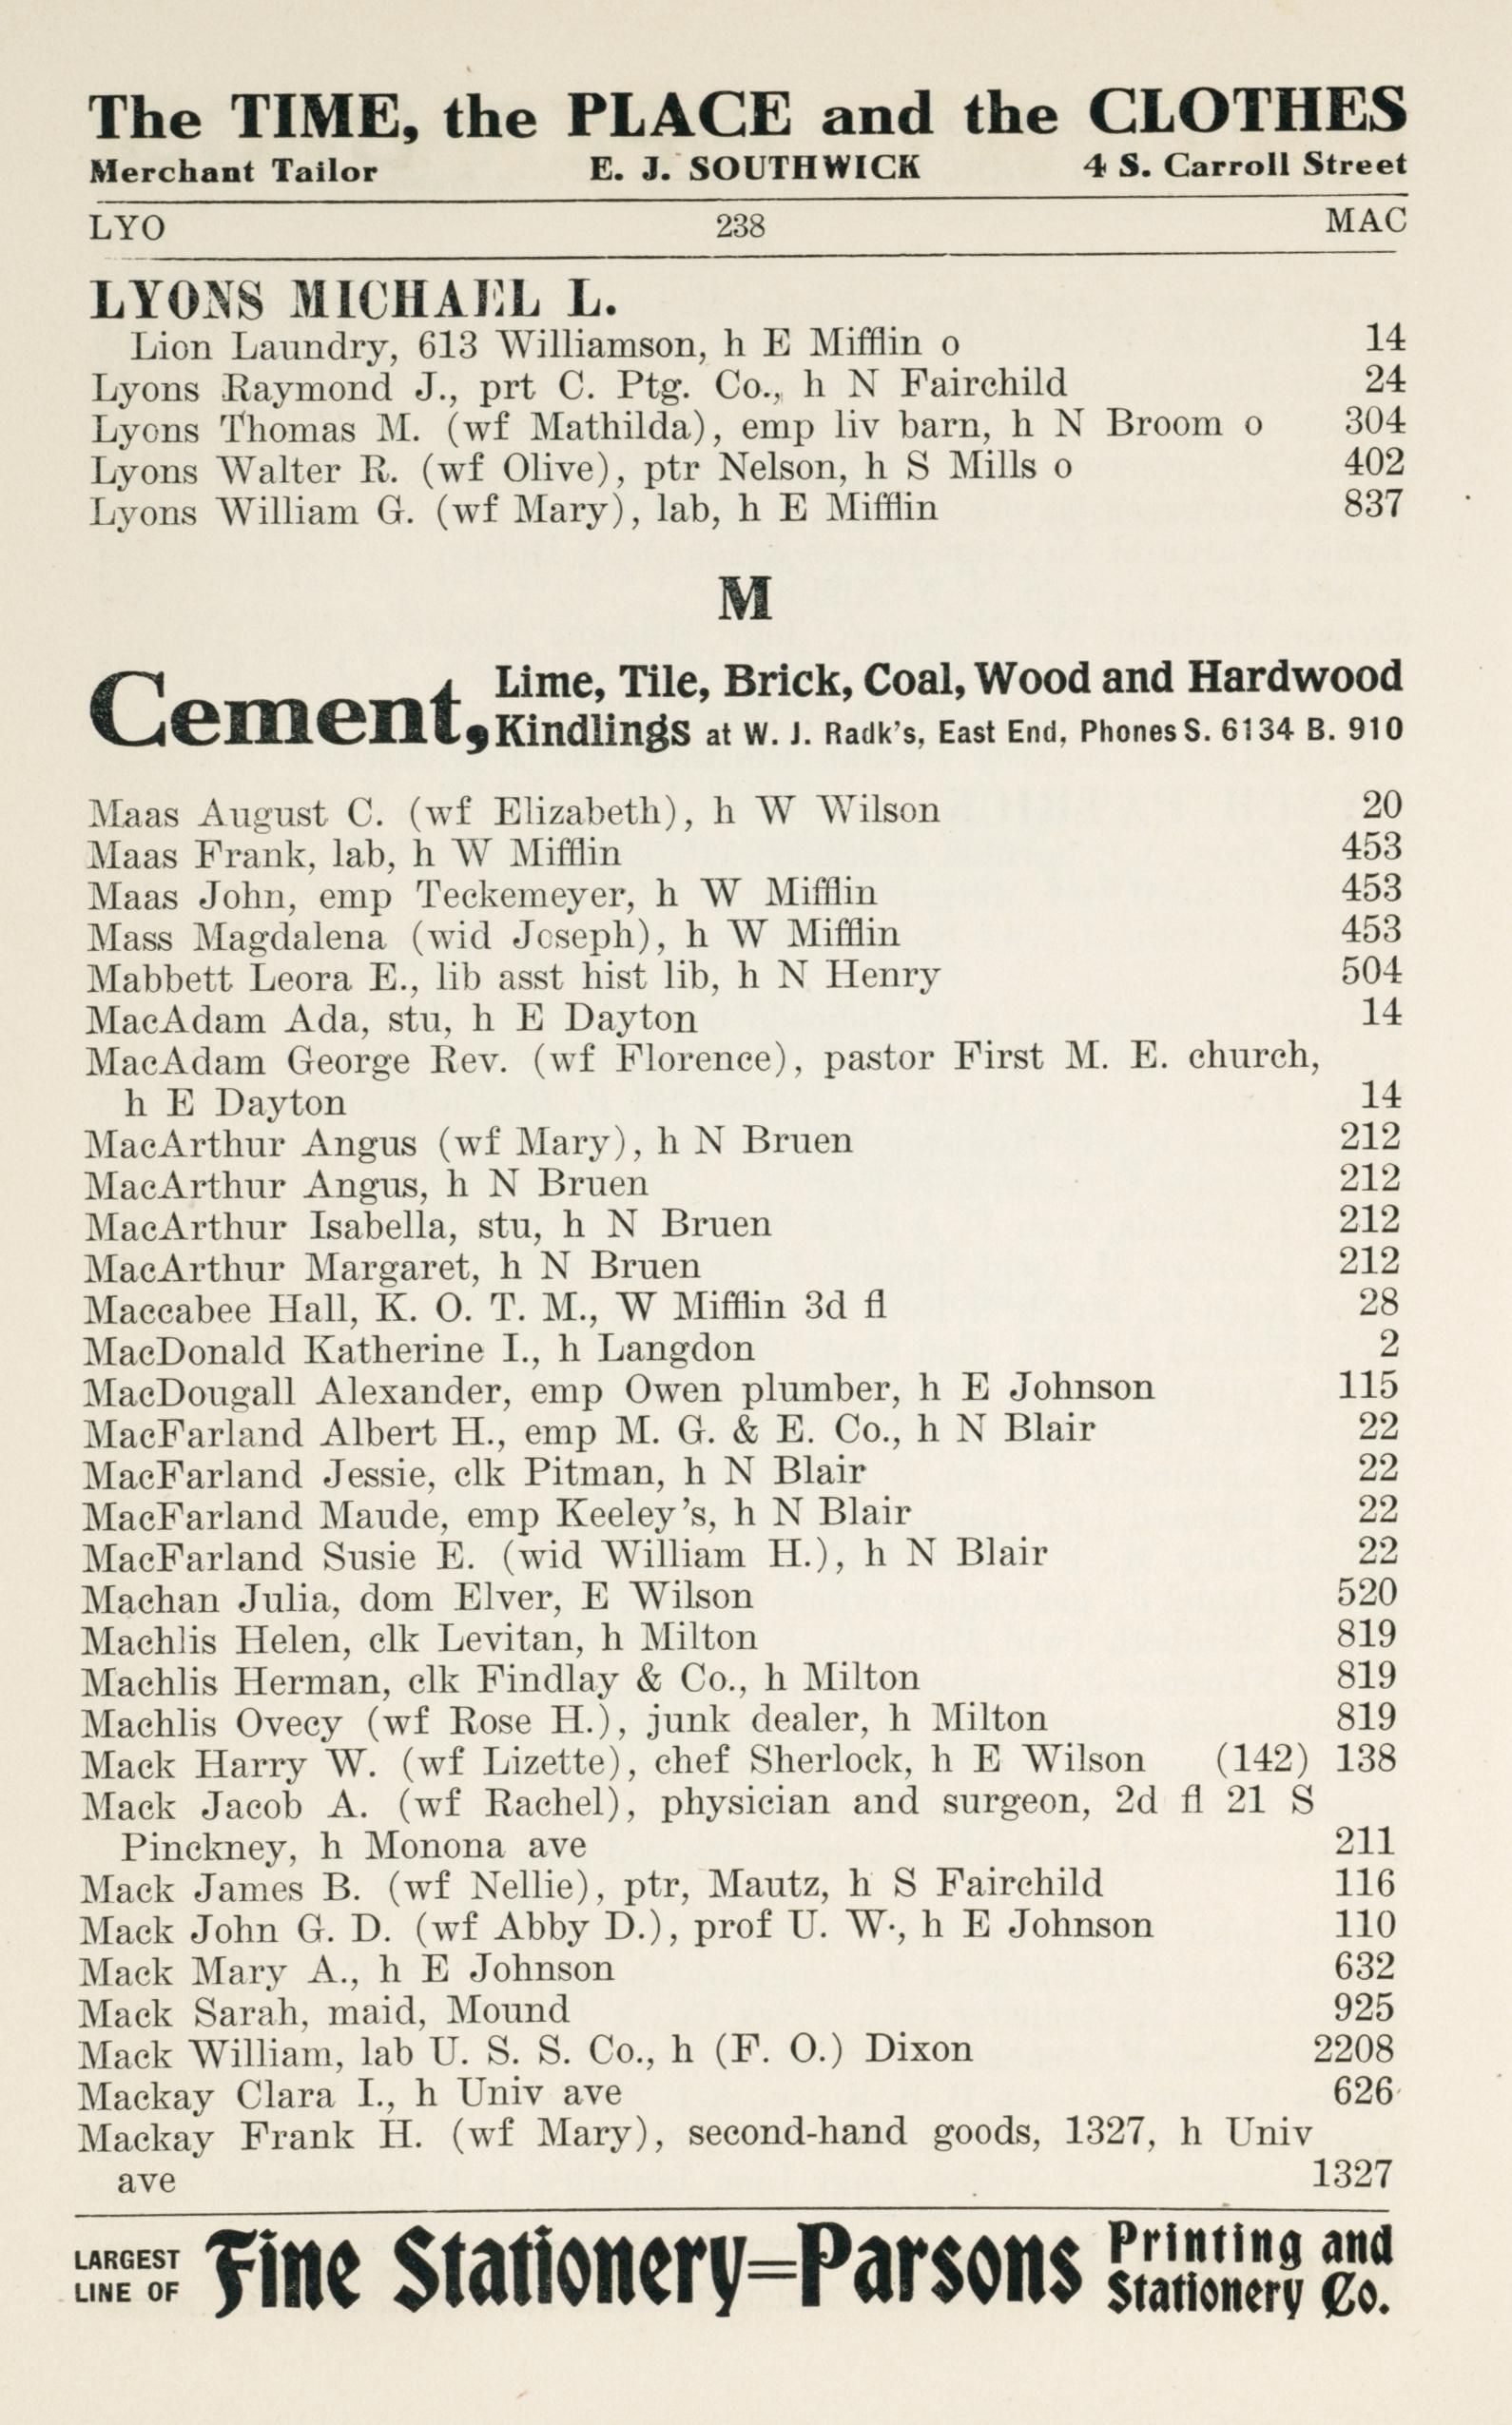 The TIME, the PLACE and the CLOTHES
Merchant Tailor E. J. SOUTHWICK 4 S. Carroll Street
LYO 238 MAC
LYONS MICHAEL L.
Lion Laundry, 613 Williamson, h E Mifflin o 14
Lyons Raymond J., prt C. Ptg. Co., h N Fairchild 24
Lyons Thomas M. (wf Mathilda), emp liv barn, h N Broom o 304
Lyons Walter R. (wf Olive), ptr Nelson, h S Mills o 402
Lyons William G. (wf Mary), lab, h E Mifflin 837
M
Cement, Lime, Tile, Brick, Coal, Wood and Hardwood
Kindlings at W. J. Radk's, East End, Phones S. 6134 B. 910
Maas August C. (wf Elizabeth), h W Wilson 20
Maas Frank, lab, h W Mifflin 453
Maas John, emp Teckemeyer, h W Mifflin 453
Mass Magdalena (wid Joseph), h W Mifflin 453
Mabbett Leora E., lib asst hist lib, h N Henry 504
MacAdam Ada, stu, h E Dayton 14
MacAdam George Rev. (wf Florence), pastor First M. E. church,
h E Dayton 14
MacArthur Angus (wf Mary), h N Bruen 212
MacArthur Angus, h N Bruen 212
MacArthur Isabella, stu, h N Bruen 212
MacArthur Margaret, h N Bruen 212
Maccabee Hall, K. O. T. M., W Mifflin 3d fl 28
MacDonald Katherine I., h Langdon 2
MacDougall Alexander, emp Owen plumber, h E Johnson 115
MacFarland Albert H., emp M. G. & E. Co., h N Blair 22
MacFarland Jessie, clk Pitman, h N Blair 22
MacFarland Maude, emp Keeley's, h N Blair 22
MacFarland Susie E. (wid William H.), h N Blair 22
Machan Julia, dom Elver, E Wilson 520
Machlis Helen, clk Levitan, h Milton 819
Machlis Herman, clk Findlay & Co., h Milton 819
Machlis Ovecy (wf Rose H.), junk dealer, h Milton 819
Mack Harry W. (wf Lizette), chef Sherlock, h E Wilson (142) 138
Mack Jacob A. (wf Rachel), physician and surgeon, 2d fl 21 S
Pinckney, h Monona ave 211
Mack James B. (wf Nellie), ptr, Mautz, h S Fairchild 116
Mack John G. D. (wf Abby D.), prof U. W., h E Johnson 110
Mack Mary A., h E Johnson 632
Mack Sarah, maid, Mound 925
Mack William, lab U. S. S. Co., h (F. O.) Dixon 2208
Mackay Clara I., h Univ ave 626
Mackay Frank H. (wf Mary), second-hand goods, 1327, h Univ
ave 1327
LARGEST LINE OF Fine Stationery=Parsons Printing and Stationery Co.